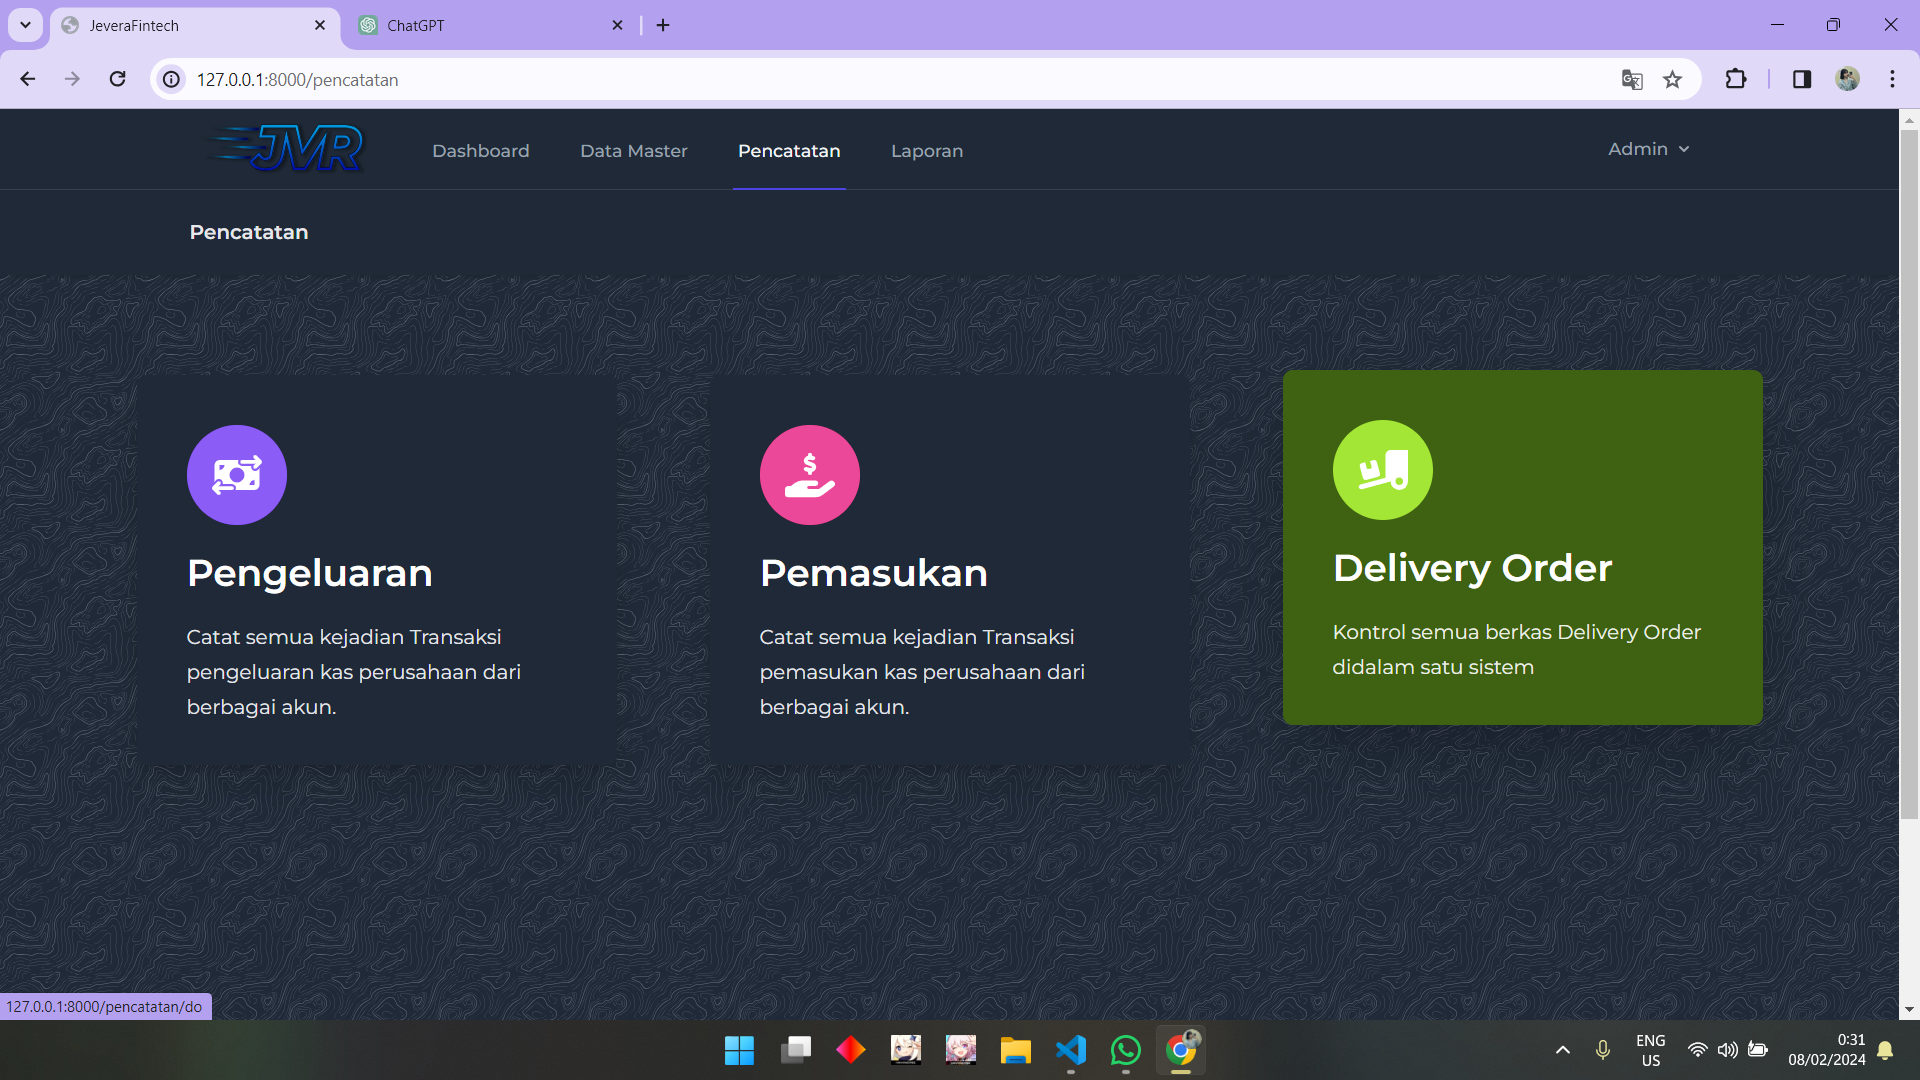 JeveraFintech
ChatGPT
127.0.0.1:8000/pencatatan
JVR
Dashboard
Data Master
Pencatatan
Laporan
Admin
Pencatatan
Pengeluaran
Catat semua kejadian Transaksi
pengeluaran kas perusahaan dari
berbagai akun.
$
Pemasukan
Catat semua kejadian Transaksi
pemasukan kas perusahaan dari
berbagai akun.
Delivery Order
Kontrol semua berkas Delivery Order
didalam satu sistem
127.0.0.1:8000/pencatatan/do
ENG
US
0:31
08/02/2024